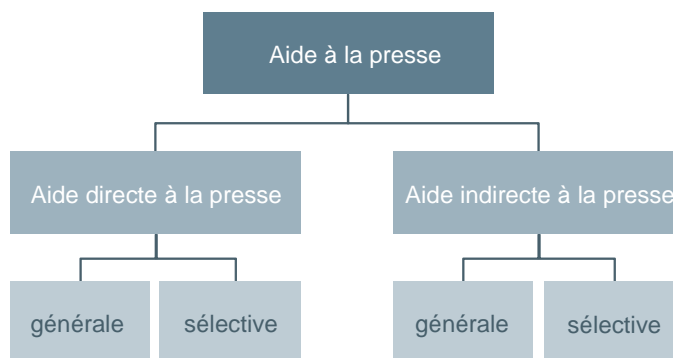 Aide à la presse
Aide directe à la presse
Aide indirecte à la presse
générale
sélective
générale
sélective